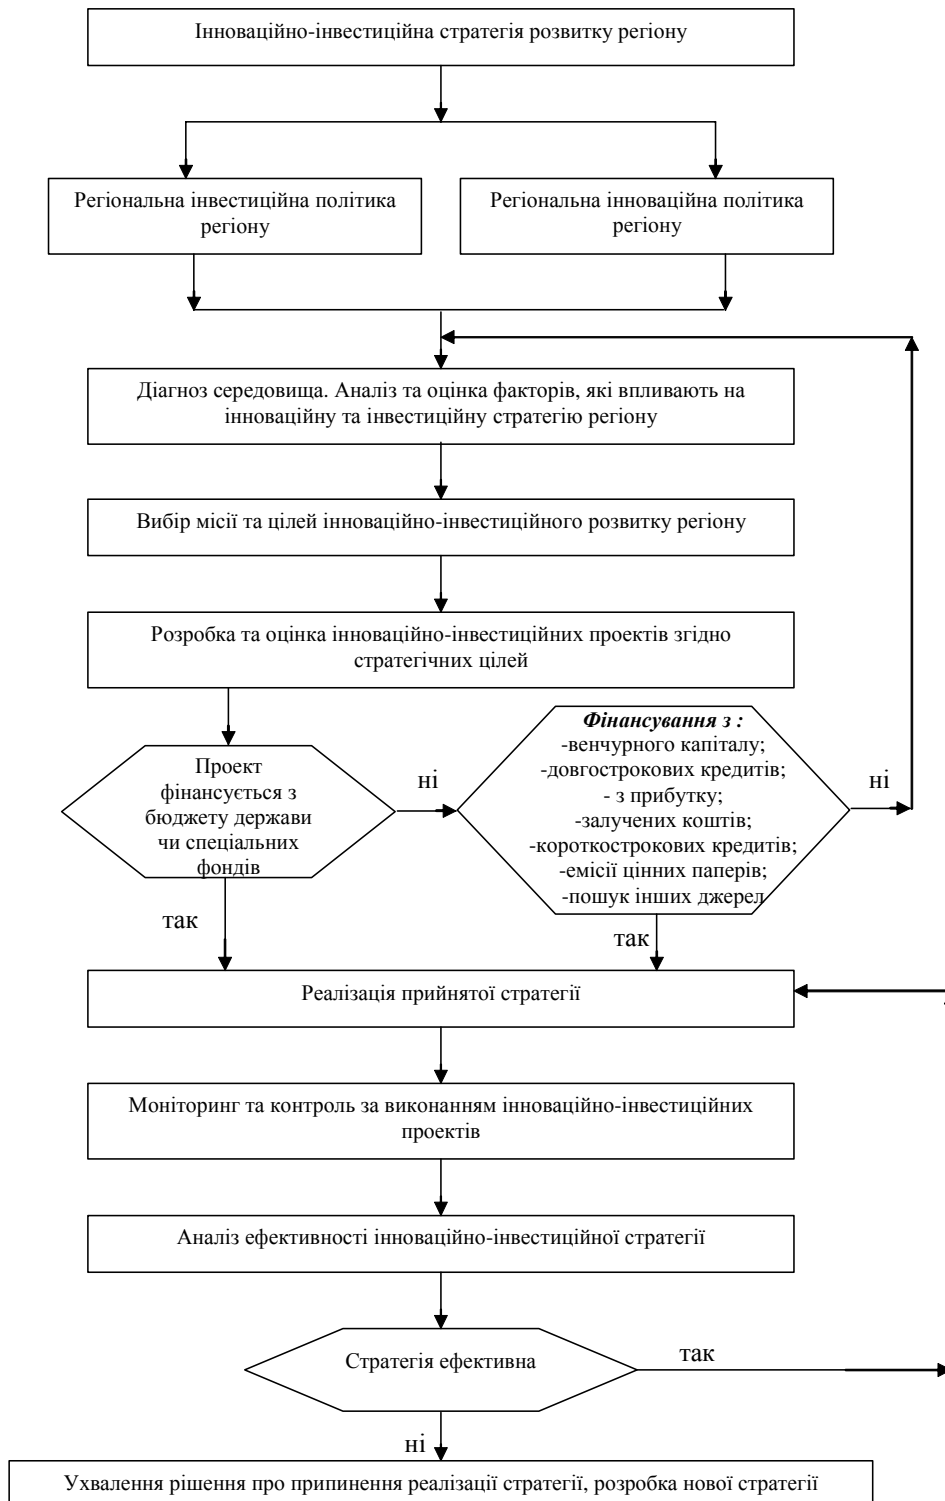 Інноваційно-інвестиційна стратегія розвитку регіону
Регіональна інвестиційна політика
регіону
Регіональна інноваційна політика
регіону
Діагноз середовища. Аналіз та оцінка факторів, які впливають на
інноваційну та інвестиційну стратегію регіону
Вибір місії та цілей інноваційно-інвестиційного розвитку регіону
Розробка та оцінка інноваційно-інвестиційних проектів згідно
стратегічних цілей
Проект
фінансується з
бюджету держави
чи спеціальних
фондів
ні
Фінансування з :
-венчурного капіталу;
-довгострокових кредитів;
- з прибутку;
-залучених коштів;
-короткострокових кредитів;
-емісії цінних паперів;
-пошук інших джерел
ні
так
так
Реалізація прийнятої стратегії
Моніторинг та контроль за виконанням інноваційно-інвестиційних
проектів
Аналіз ефективності інноваційно-інвестиційної стратегії
Стратегія ефективна
так
ні
Ухвалення рішення про припинення реалізації стратегії, розробка нової стратегії